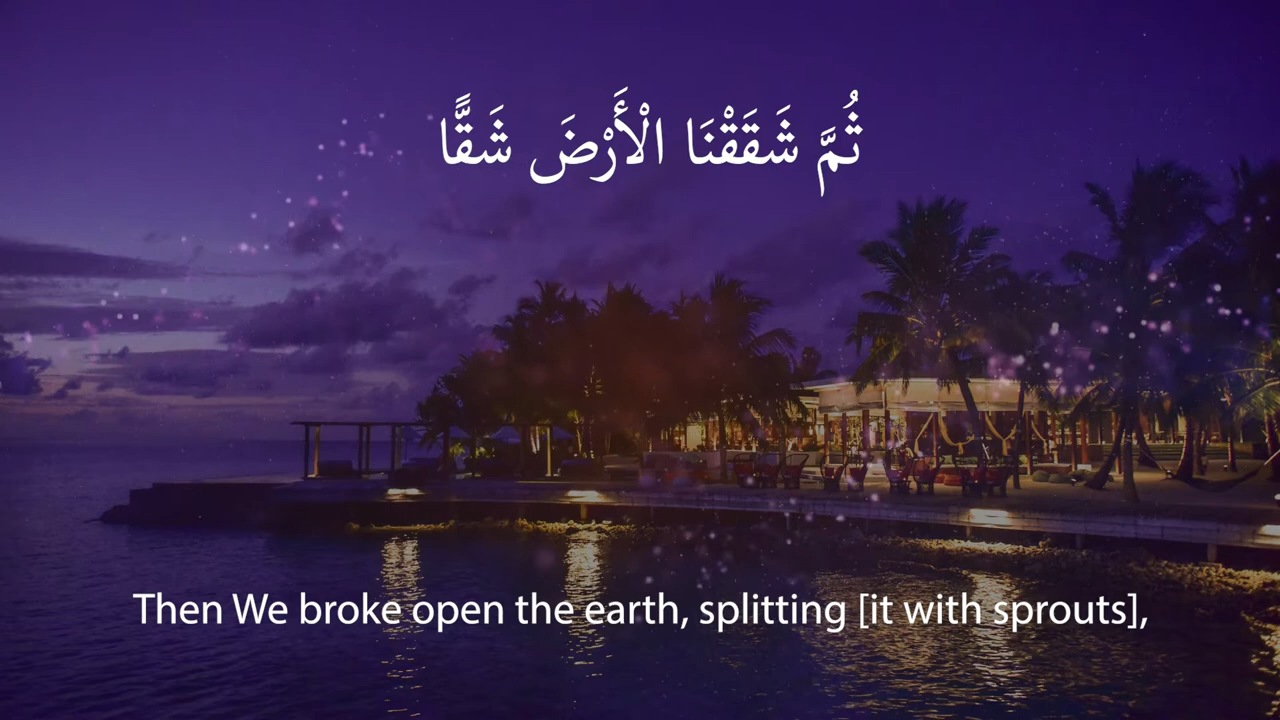 ثُمَّ شَقَقْنَا الْأَرْضَ شَقًّا
Then We broke open the earth, splitting [it with sprouts],